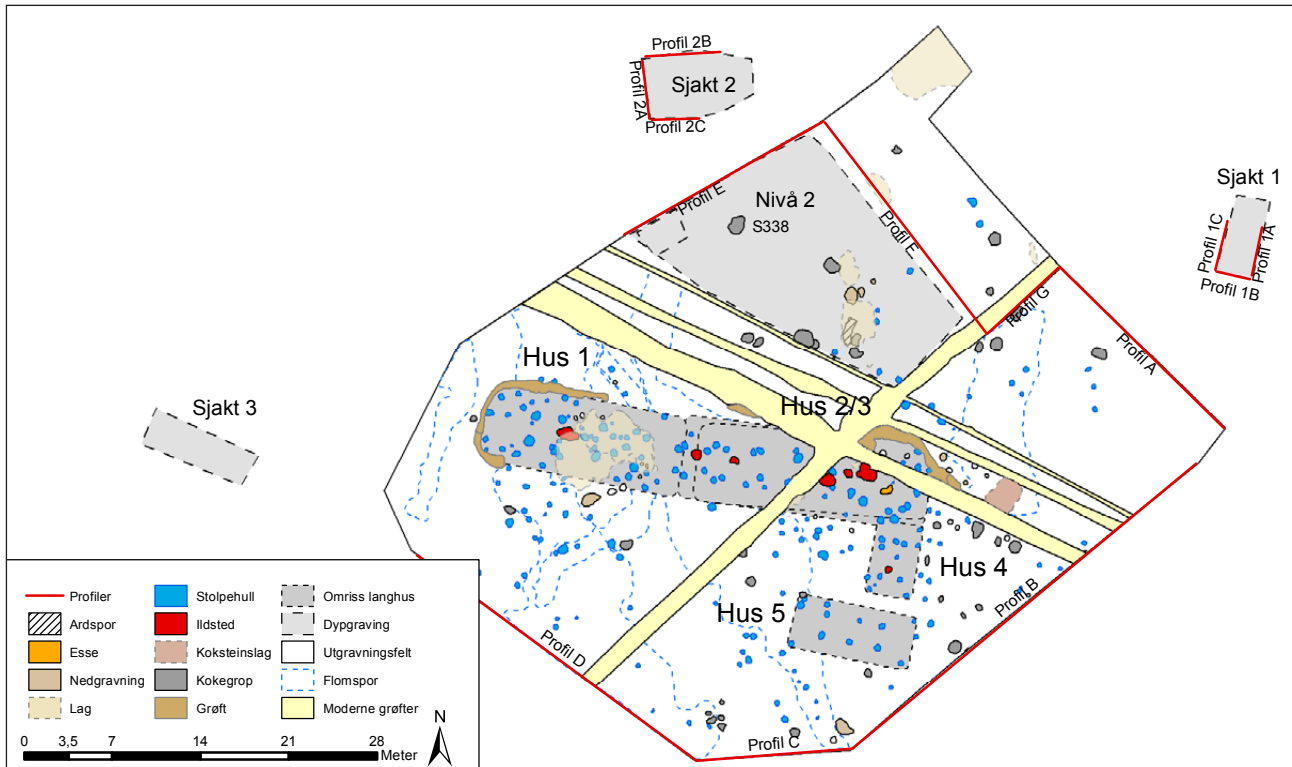 Profil 2B
Profil 2A
Sjakt 2
Profil 2C
Sjakt 1
Profil 1C
Profil 1A
Profil 1B
Profil E
Nivå 2
S338
Profil E
Profil G
Profil A
Hus 1
Hus 2/3
Sjakt 3
Hus 4
Hus 5
Profil B
Profil D
Profil C
Profiler
Stolpehull
Omriss langhus
Ardspor
Ildsted
Dypgraving
Esse
Koksteinslag
Utgravningsfelt
Nedgravning
Kokegrop
Flomspor
Lag
Grøft
Moderne grøfter
0 3,5 7 14 21 28
Meter
N